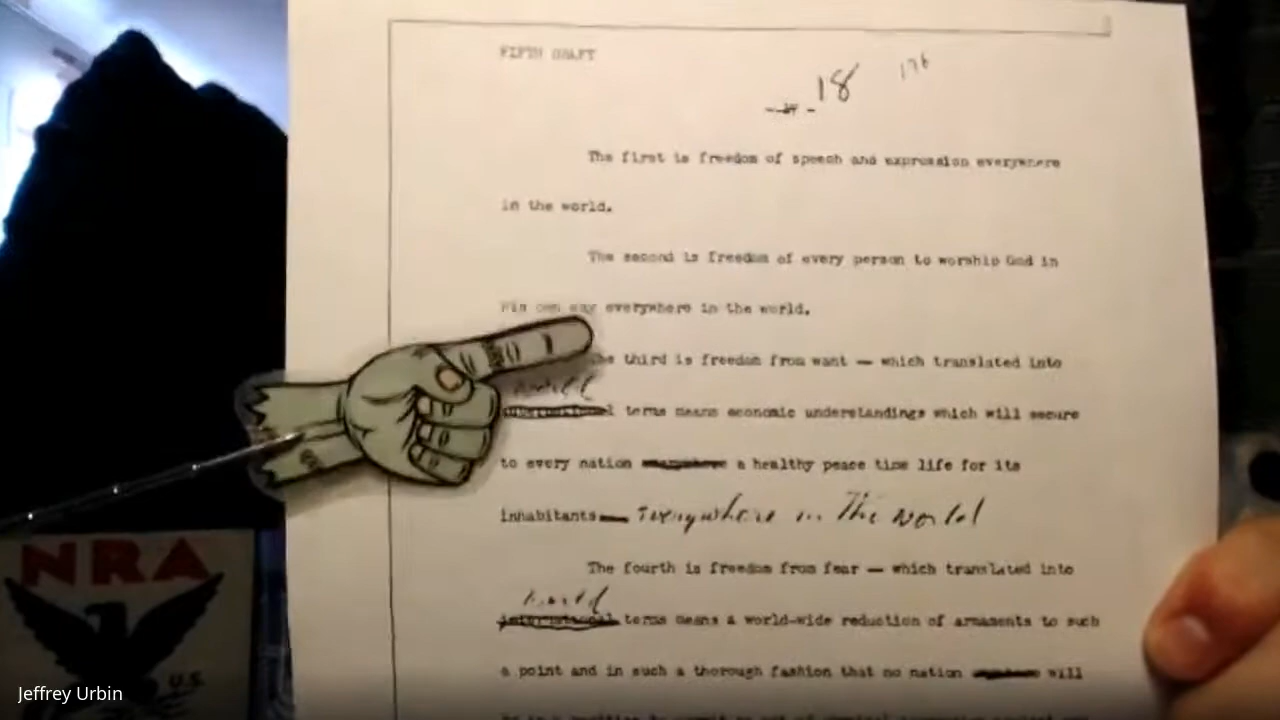 FIFTH DRAFT
18 176
The first is freedom of speech and expression everywhere
in the world.
The second is freedom of every person to worship God in
his own way everywhere in the world.
The third is freedom from want — which translated into
world
international terms means economic understandings which will secure
to every nation everywhere a healthy peace time life for its
inhabitants — everywhere in the world
The fourth is freedom from fear — which translated into
world
international terms means a world-wide reduction of armaments to such
a point and in such a thorough fashion that no nation anywhere will
NRA
U.S.
Jeffrey Urbin